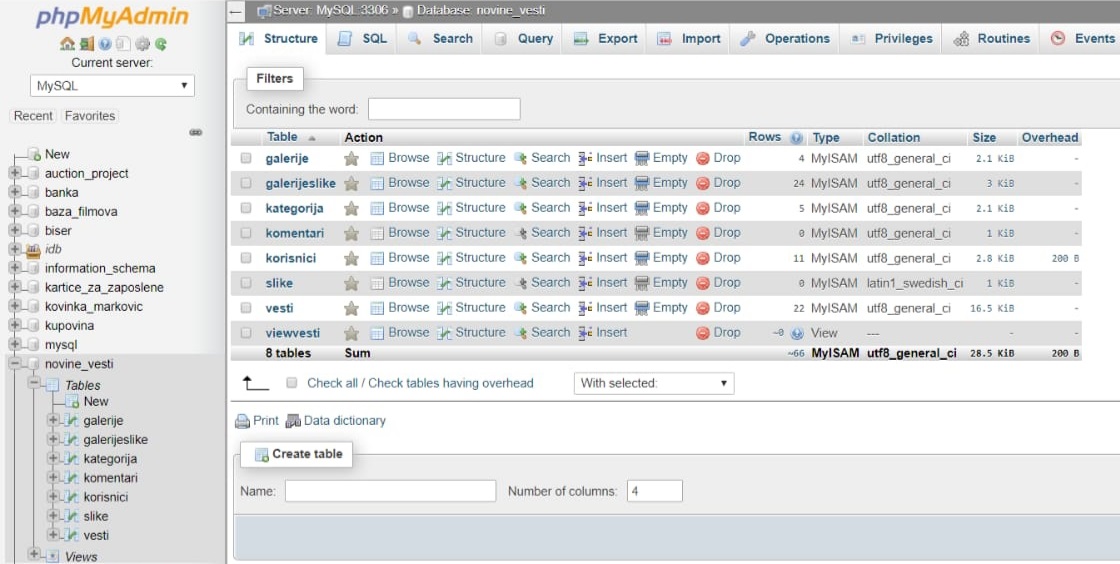 phpMyAdmin
Current server:
MySQL
Recent Favorites
New
auction_project
banka
baza_filmova
biser
idb
information_schema
kartice_za_zaposlene
kovinka_markovic
kupovina
mysql
novine_vesti
Tables
New
galerije
galerijeslike
kategorija
komentari
korisnici
slike
vesti
Views
Server: MySQL:3306 » Database: novine_vesti
Structure SQL Search Query Export Import Operations Privileges Routines Events
Filters
Containing the word:
Table Action Rows Type Collation Size Overhead
galerije Browse Structure Search Insert Empty Drop 4 MyISAM utf8_general_ci 2.1 KiB -
galerijeslike Browse Structure Search Insert Empty Drop 24 MyISAM utf8_general_ci 3 KiB -
kategorija Browse Structure Search Insert Empty Drop 5 MyISAM utf8_general_ci 2.1 KiB -
komentari Browse Structure Search Insert Empty Drop 0 MyISAM utf8_general_ci 1 KiB -
korisnici Browse Structure Search Insert Empty Drop 11 MyISAM utf8_general_ci 2.8 KiB 200 B
slike Browse Structure Search Insert Empty Drop 0 MyISAM latin1_swedish_ci 1 KiB -
vesti Browse Structure Search Insert Empty Drop 22 MyISAM utf8_general_ci 16.5 KiB -
viewvesti Browse Structure Search Insert Drop ~0 View --- - -
8 tables Sum ~66 MyISAM utf8_general_ci 28.5 KiB 200 B
Check all / Check tables having overhead With selected:
Print Data dictionary
Create table
Name: Number of columns: 4